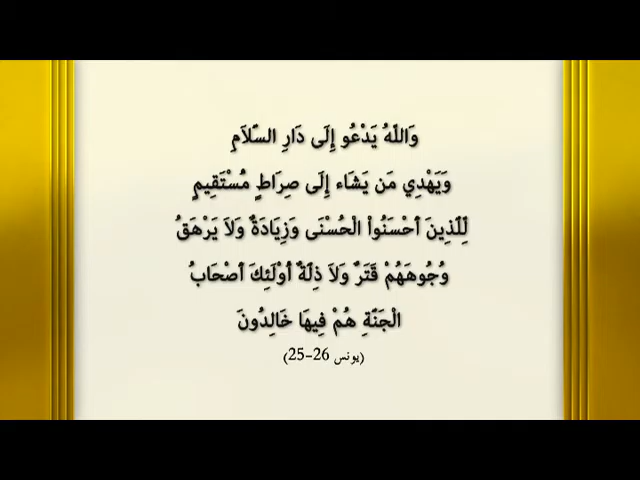 وَاللّهُ يَدْعُو إِلَى دَارِ السَّلاَمِ
وَيَهْدِي مَن يَشَاء إِلَى صِرَاطٍ مُّسْتَقِيمٍ
لِّلَّذِينَ أَحْسَنُواْ الْحُسْنَى وَزِيَادَةٌ وَلاَ يَرْهَقُ
وُجُوهَهُمْ قَتَرٌ وَلاَ ذِلَّةٌ أُوْلَئِكَ أَصْحَابُ
الْجَنَّةِ هُمْ فِيهَا خَالِدُونَ
(يونس 26-25)